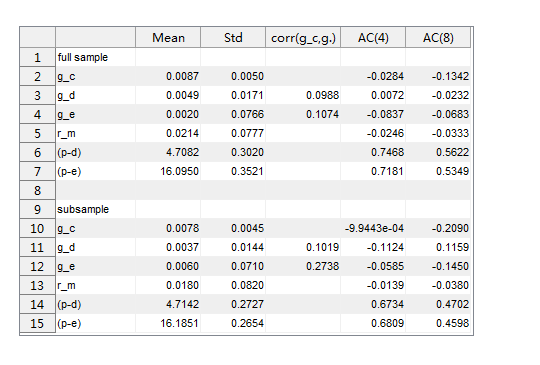 Mean Std corr(g_c,g.) AC(4) AC(8)
1 full sample
2 g_c 0.0087 0.0050 -0.0284 -0.1342
3 g_d 0.0049 0.0171 0.0988 0.0072 -0.0232
4 g_e 0.0020 0.0766 0.1074 -0.0837 -0.0683
5 r_m 0.0214 0.0777 -0.0246 -0.0333
6 (p-d) 4.7082 0.3020 0.7468 0.5622
7 (p-e) 16.0950 0.3521 0.7181 0.5349
8
9 subsample
10 g_c 0.0078 0.0045 -9.9443e-04 -0.2090
11 g_d 0.0037 0.0144 0.1019 -0.1124 0.1159
12 g_e 0.0060 0.0710 0.2738 -0.0585 -0.1450
13 r_m 0.0180 0.0820 -0.0139 -0.0380
14 (p-d) 4.7142 0.2727 0.6734 0.4702
15 (p-e) 16.1851 0.2654 0.6809 0.4598